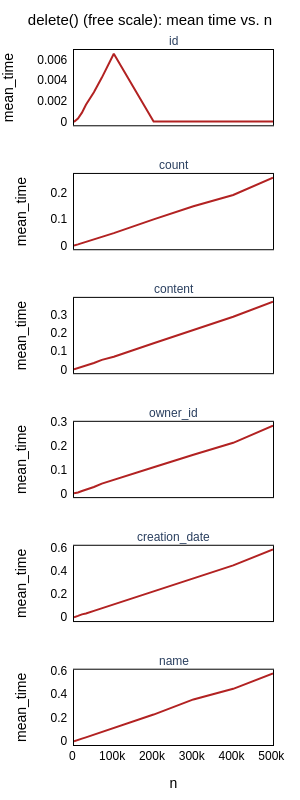 delete() (free scale): mean time vs. n
id
mean_time
0.006
0.004
0.002
0
count
mean_time
0.2
0.1
0
content
mean_time
0.3
0.2
0.1
0
owner_id
mean_time
0.3
0.2
0.1
0
creation_date
mean_time
0.6
0.4
0.2
0
name
mean_time
0.6
0.4
0.2
0
0 100k 200k 300k 400k 500k
n